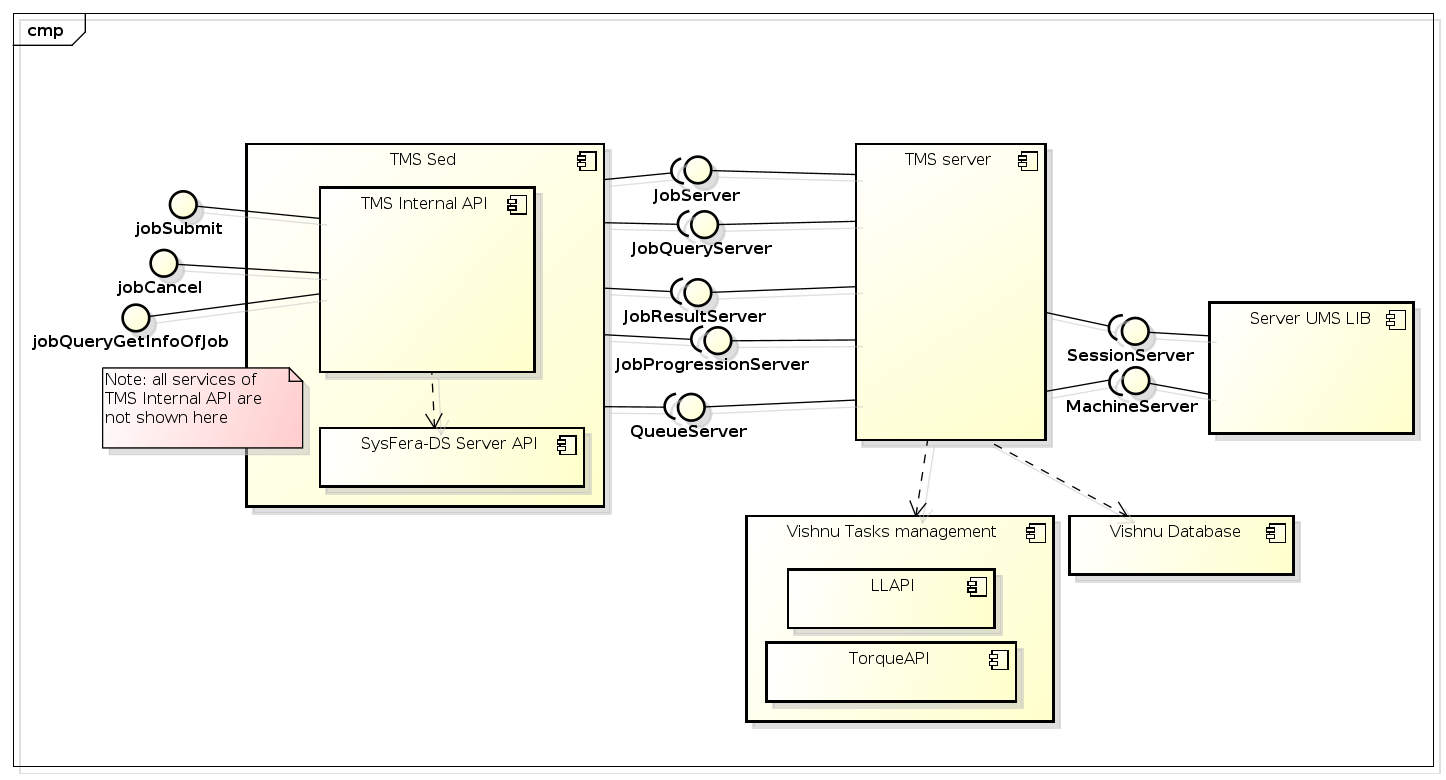 cmp
TMS Sed
TMS server
TMS Internal API
JobServer
jobSubmit
JobQueryServer
jobCancel
JobResultServer
Server UMS LIB
jobQueryGetInfoOfJob
SessionServer
JobProgressionServer
Note: all services of
TMS Internal API are
not shown here
MachineServer
QueueServer
SysFera-DS Server API
Vishnu Tasks management
Vishnu Database
LLAPI
TorqueAPI